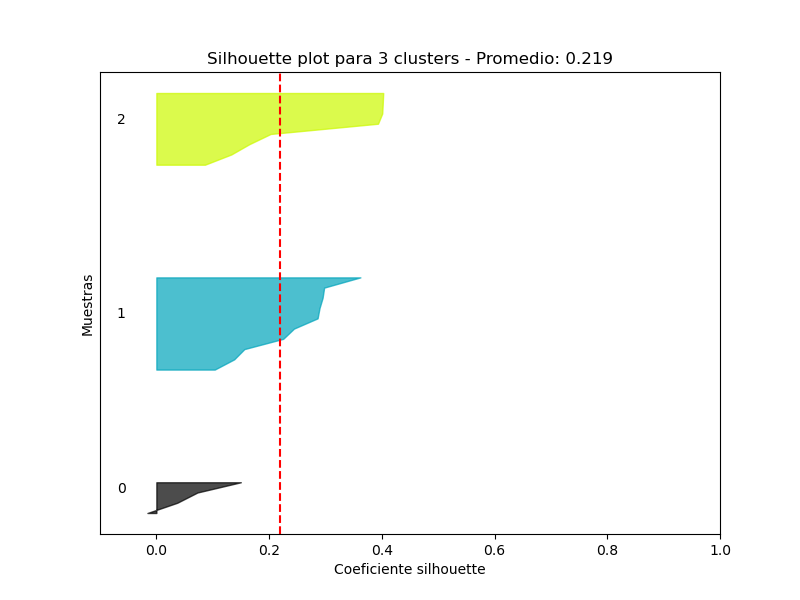 Silhouette plot para 3 clusters - Promedio: 0.219
2
1
0
Muestras
0.0 0.2 0.4 0.6 0.8 1.0
Coeficiente silhouette